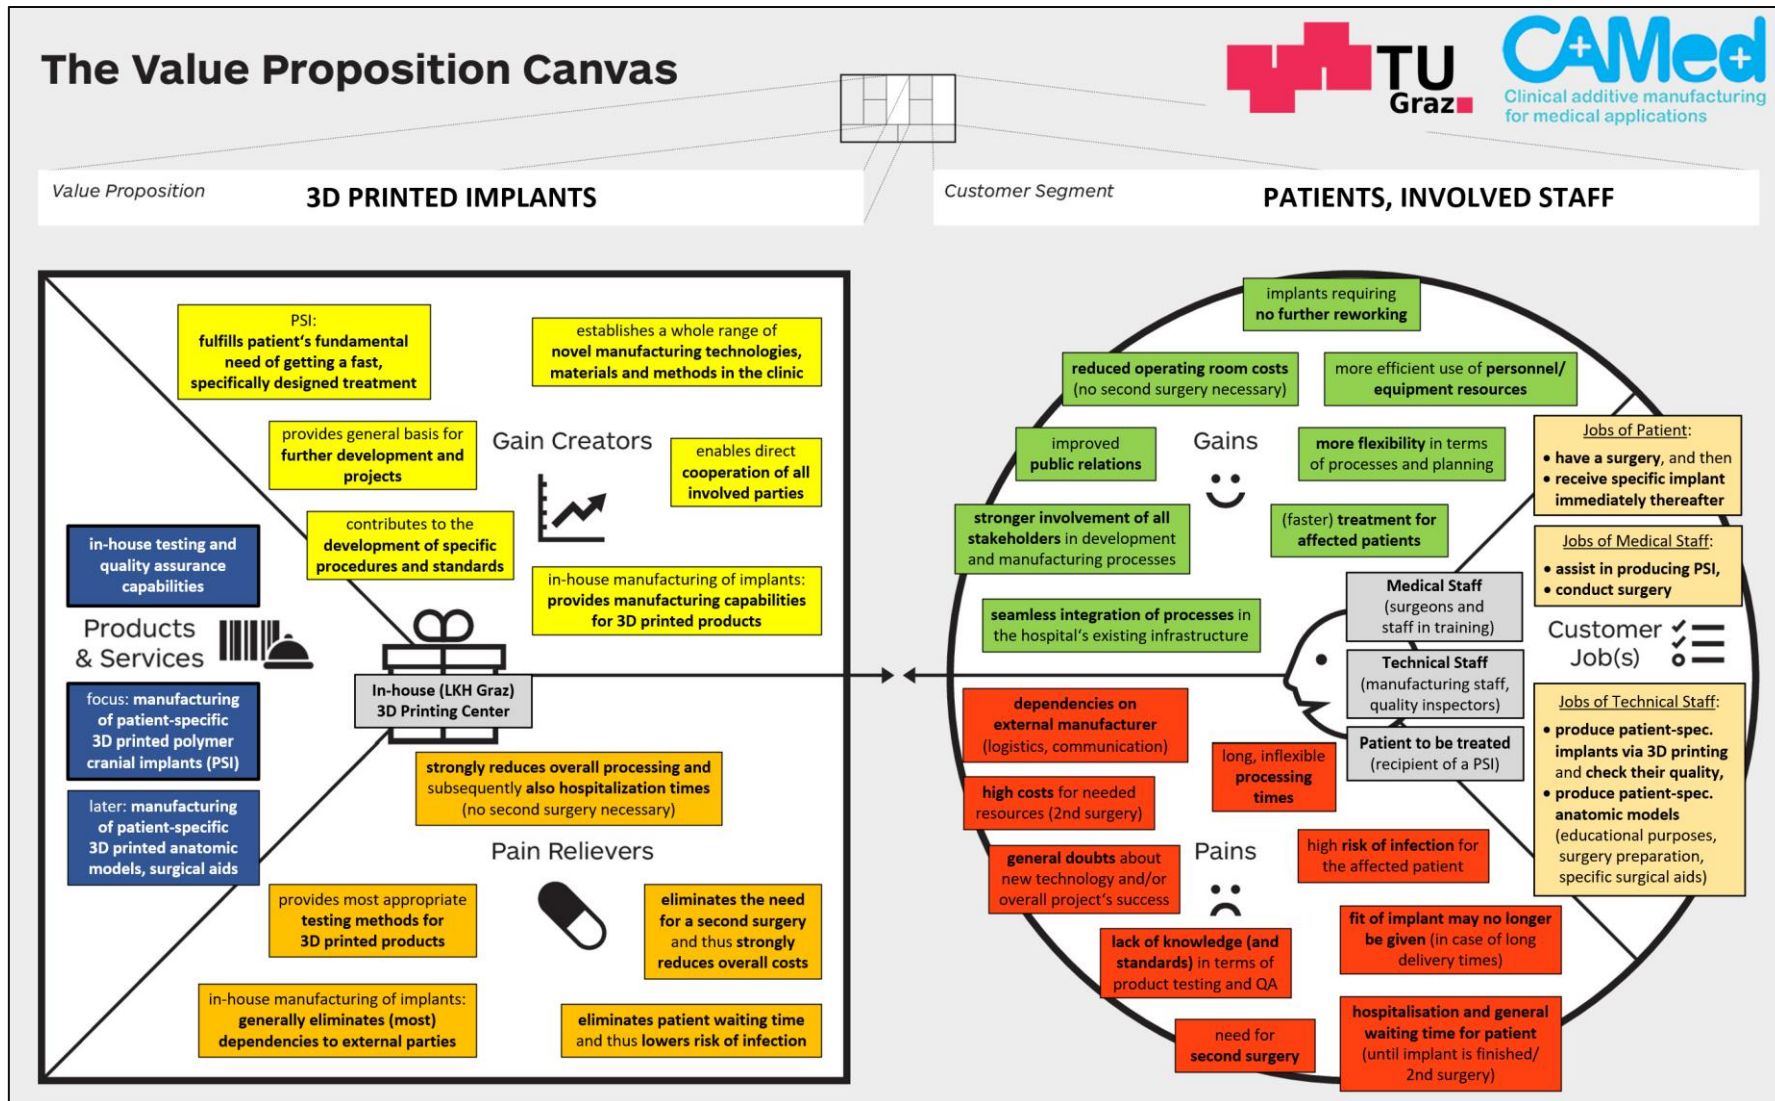 The Value Proposition Canvas
TU
Graz
CAMed
Clinical additive manufacturing
for medical applications
Value Proposition
3D PRINTED IMPLANTS
Customer Segment
PATIENTS, INVOLVED STAFF
PSI:
fulfills patient‘s fundamental
need of getting a fast,
specifically designed treatment
establishes a whole range of
novel manufacturing technologies,
materials and methods in the clinic
provides general basis for
further development and
projects
Gain Creators
enables direct
cooperation of all
involved parties
contributes to the
development of specific
procedures and standards
in-house manufacturing of implants:
provides manufacturing capabilities
for 3D printed products
in-house testing and
quality assurance
capabilities
Products
& Services
focus: manufacturing
of patient-specific
3D printed polymer
cranial implants (PSI)
later: manufacturing
of patient-specific
3D printed anatomic
models, surgical aids
In-house (LKH Graz)
3D Printing Center
strongly reduces overall processing and
subsequently also hospitalization times
(no second surgery necessary)
Pain Relievers
provides most appropriate
testing methods for
3D printed products
eliminates the need
for a second surgery
and thus strongly
reduces overall costs
in-house manufacturing of implants:
generally eliminates (most)
dependencies to external parties
eliminates patient waiting time
and thus lowers risk of infection
implants requiring
no further reworking
reduced operating room costs
(no second surgery necessary)
more efficient use of personnel/
equipment resources
improved
public relations
Gains
more flexibility in terms
of processes and planning
stronger involvement of all
stakeholders in development
and manufacturing processes
(faster) treatment for
affected patients
seamless integration of processes in
the hospital‘s existing infrastructure
Jobs of Patient:
• have a surgery, and then
• receive specific implant
immediately thereafter
Jobs of Medical Staff:
• assist in producing PSI,
• conduct surgery
Customer
Job(s)
Medical Staff
(surgeons and
staff in training)
Technical Staff
(manufacturing staff,
quality inspectors)
Patient to be treated
(recipient of a PSI)
Jobs of Technical Staff:
• produce patient-spec.
implants via 3D printing
and check their quality,
• produce patient-spec.
anatomic models
(educational purposes,
surgery preparation,
specific surgical aids)
dependencies on
external manufacturer
(logistics, communication)
long, inflexible
processing
times
high costs for needed
resources (2nd surgery)
general doubts about
new technology and/or
overall project‘s success
Pains
high risk of infection for
the affected patient
lack of knowledge (and
standards) in terms of
product testing and QA
fit of implant may no longer
be given (in case of long
delivery times)
need for
second surgery
hospitalisation and general
waiting time for patient
(until implant is finished/
2nd surgery)